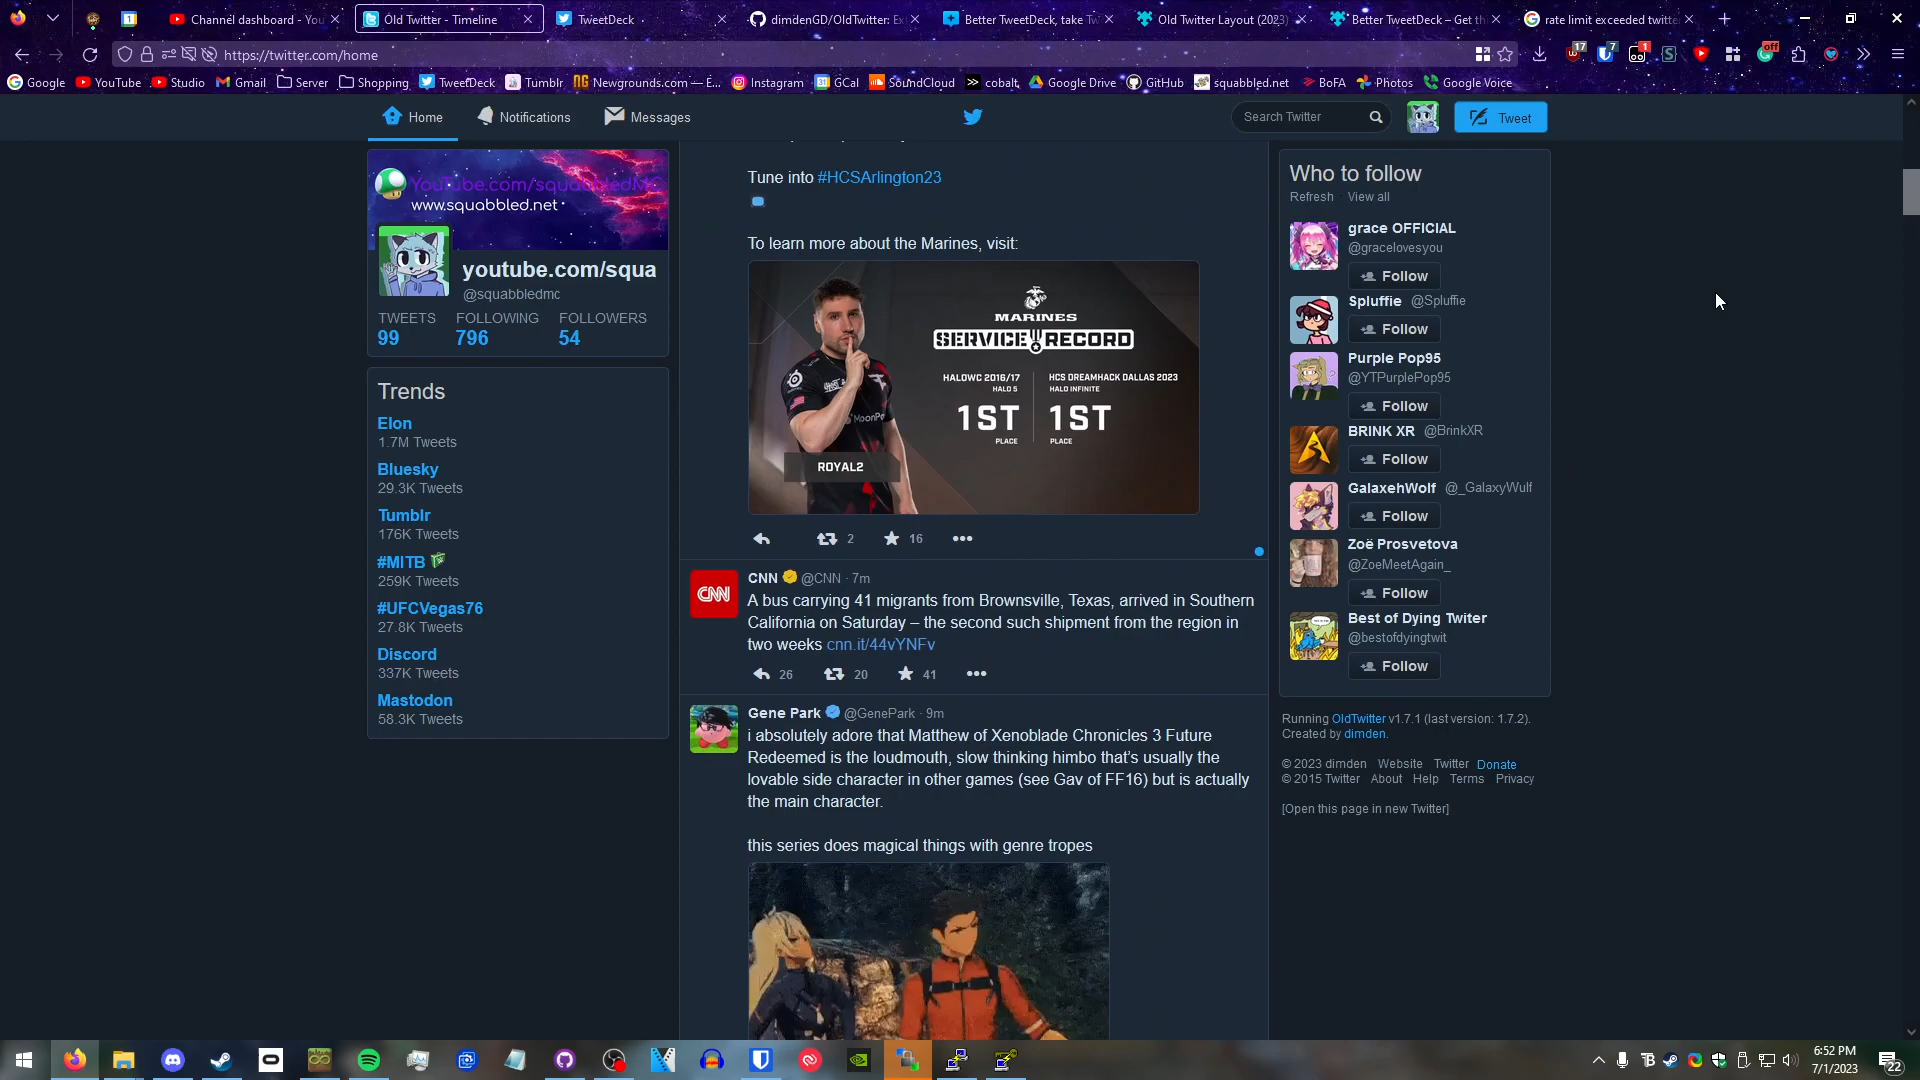 Channel dashboard - You
Old Twitter - Timeline
TweetDeck
dimdenGD/OldTwitter: Ex
Better TweetDeck, take Tw
Old Twitter Layout (2023)
Better TweetDeck – Get th
rate limit exceeded twitter
https://twitter.com/home
17
7
1
off
Google
YouTube
Studio
Gmail
Server
Shopping
TweetDeck
Tumblr
Newgrounds.com — E...
Instagram
GCal
SoundCloud
cobalt
Google Drive
GitHub
squabbled.net
BoFA
Photos
Google Voice
Home
Notifications
Messages
Search Twitter
Tweet
YouTube.com/squabbledMC
www.squabbled.net
youtube.com/squa
@squabbledmc
TWEETS FOLLOWING FOLLOWERS
99 796 54
Trends
Elon
1.7M Tweets
Bluesky
29.3K Tweets
Tumblr
176K Tweets
#MITB
259K Tweets
#UFCVegas76
27.8K Tweets
Discord
337K Tweets
Mastodon
58.3K Tweets
Tune into #HCSArlington23
To learn more about the Marines, visit:
MARINES
SERVICE RECORD
HALOWC 2016/17
HALO 5
1ST
PLACE
HCS DREAMHACK DALLAS 2023
HALO INFINITE
1ST
PLACE
MoonPay
ROYAL2
2 16
CNN @CNN · 7m
CNN
A bus carrying 41 migrants from Brownsville, Texas, arrived in Southern
California on Saturday – the second such shipment from the region in
two weeks cnn.it/44vYNFv
26 20 41
Gene Park @GenePark · 9m
i absolutely adore that Matthew of Xenoblade Chronicles 3 Future
Redeemed is the loudmouth, slow thinking himbo that's usually the
lovable side character in other games (see Gav of FF16) but is actually
the main character.
this series does magical things with genre tropes
Who to follow
Refresh View all
grace OFFICIAL
@gracelovesyou
Follow
Spluffie @Spluffie
Follow
Purple Pop95
@YTPurplePop95
Follow
BRINK XR @BrinkXR
Follow
GalaxehWolf @_GalaxyWulf
Follow
Zoë Prosvetova
@ZoeMeetAgain_
Follow
Best of Dying Twiter
@bestofdyingtwit
Follow
Running OldTwitter v1.7.1 (last version: 1.7.2).
Created by dimden.
© 2023 dimden Website Twitter Donate
© 2015 Twitter About Help Terms Privacy
[Open this page in new Twitter]
6:52 PM
7/1/2023
22